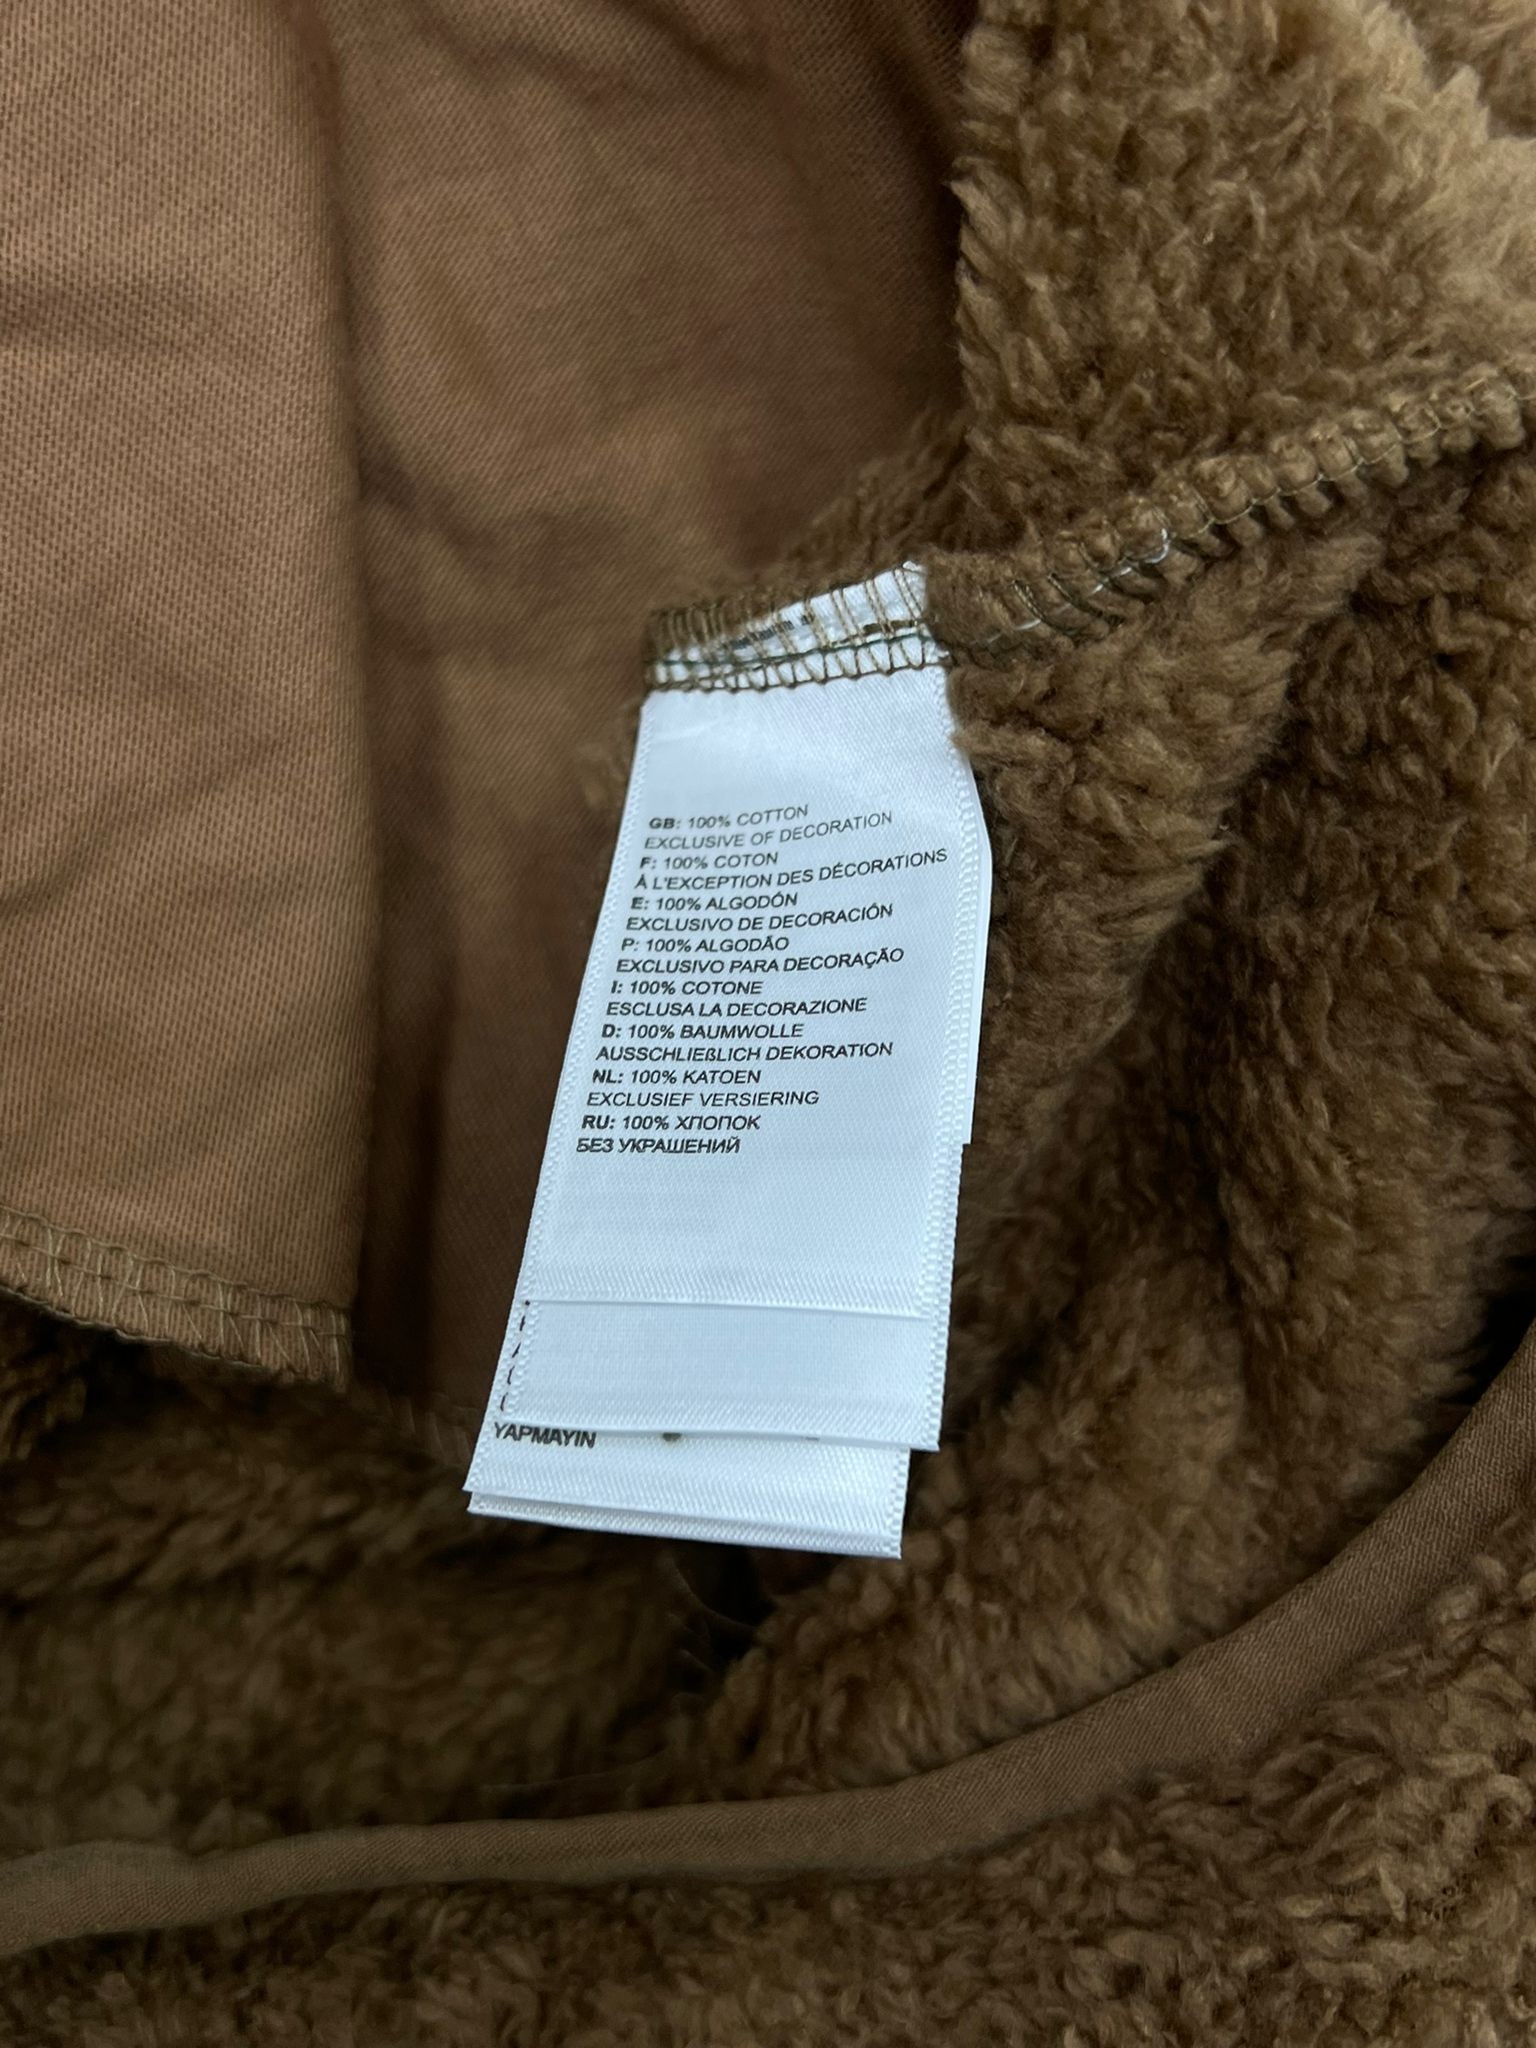 GB: 100% COTTON
EXCLUSIVE OF DECORATION
F: 100% COTON
À L'EXCEPTION DES DÉCORATIONS
E: 100% ALGODÓN
EXCLUSIVO DE DECORACIÓN
P: 100% ALGODÃO
EXCLUSIVO PARA DECORAÇÃO
I: 100% COTONE
ESCLUSA LA DECORAZIONE
D: 100% BAUMWOLLE
AUSSCHLIEßLICH DEKORATION
NL: 100% KATOEN
EXCLUSIEF VERSIERING
RU: 100% ХЛОПОК
БЕЗ УКРАШЕНИЙ
YAPMAYIN